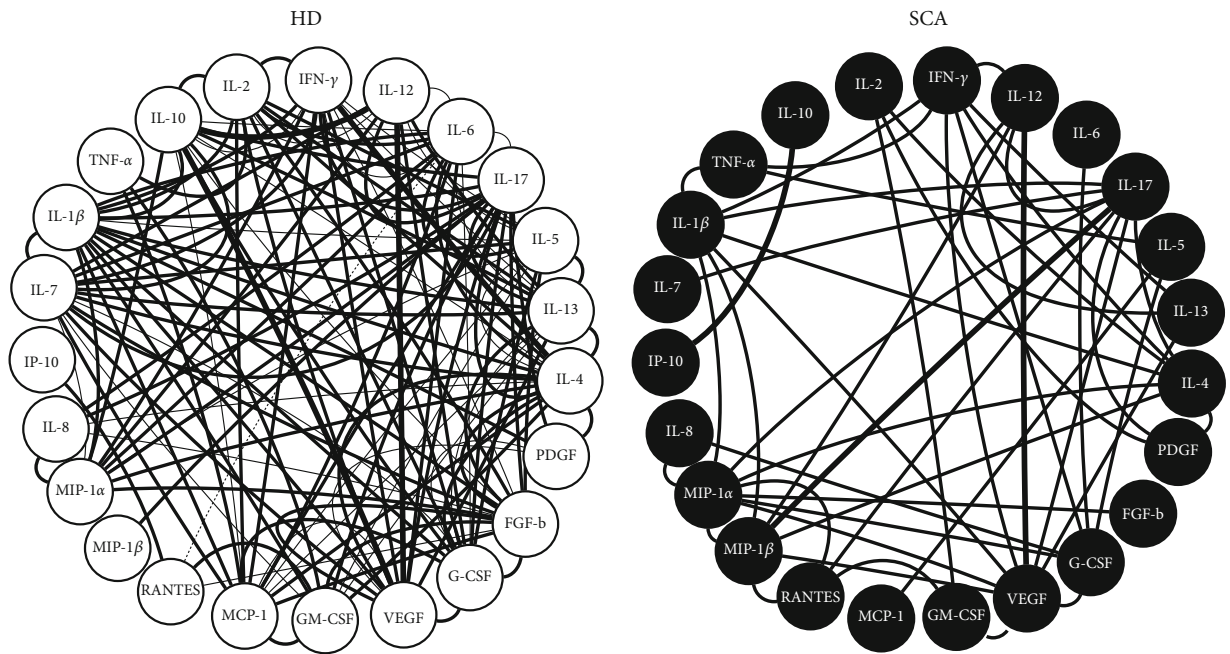 HD
IFN-γ
IL-12
IL-6
IL-17
IL-5
IL-13
IL-4
PDGF
FGF-b
G-CSF
VEGF
GM-CSF
MCP-1
RANTES
MIP-1β
MIP-1α
IL-8
IP-10
IL-7
IL-1β
TNF-α
IL-10
IL-2
SCA
IFN-γ
IL-12
IL-6
IL-17
IL-5
IL-13
IL-4
PDGF
FGF-b
G-CSF
VEGF
GM-CSF
MCP-1
RANTES
MIP-1β
MIP-1α
IL-8
IP-10
IL-7
IL-1β
TNF-α
IL-10
IL-2